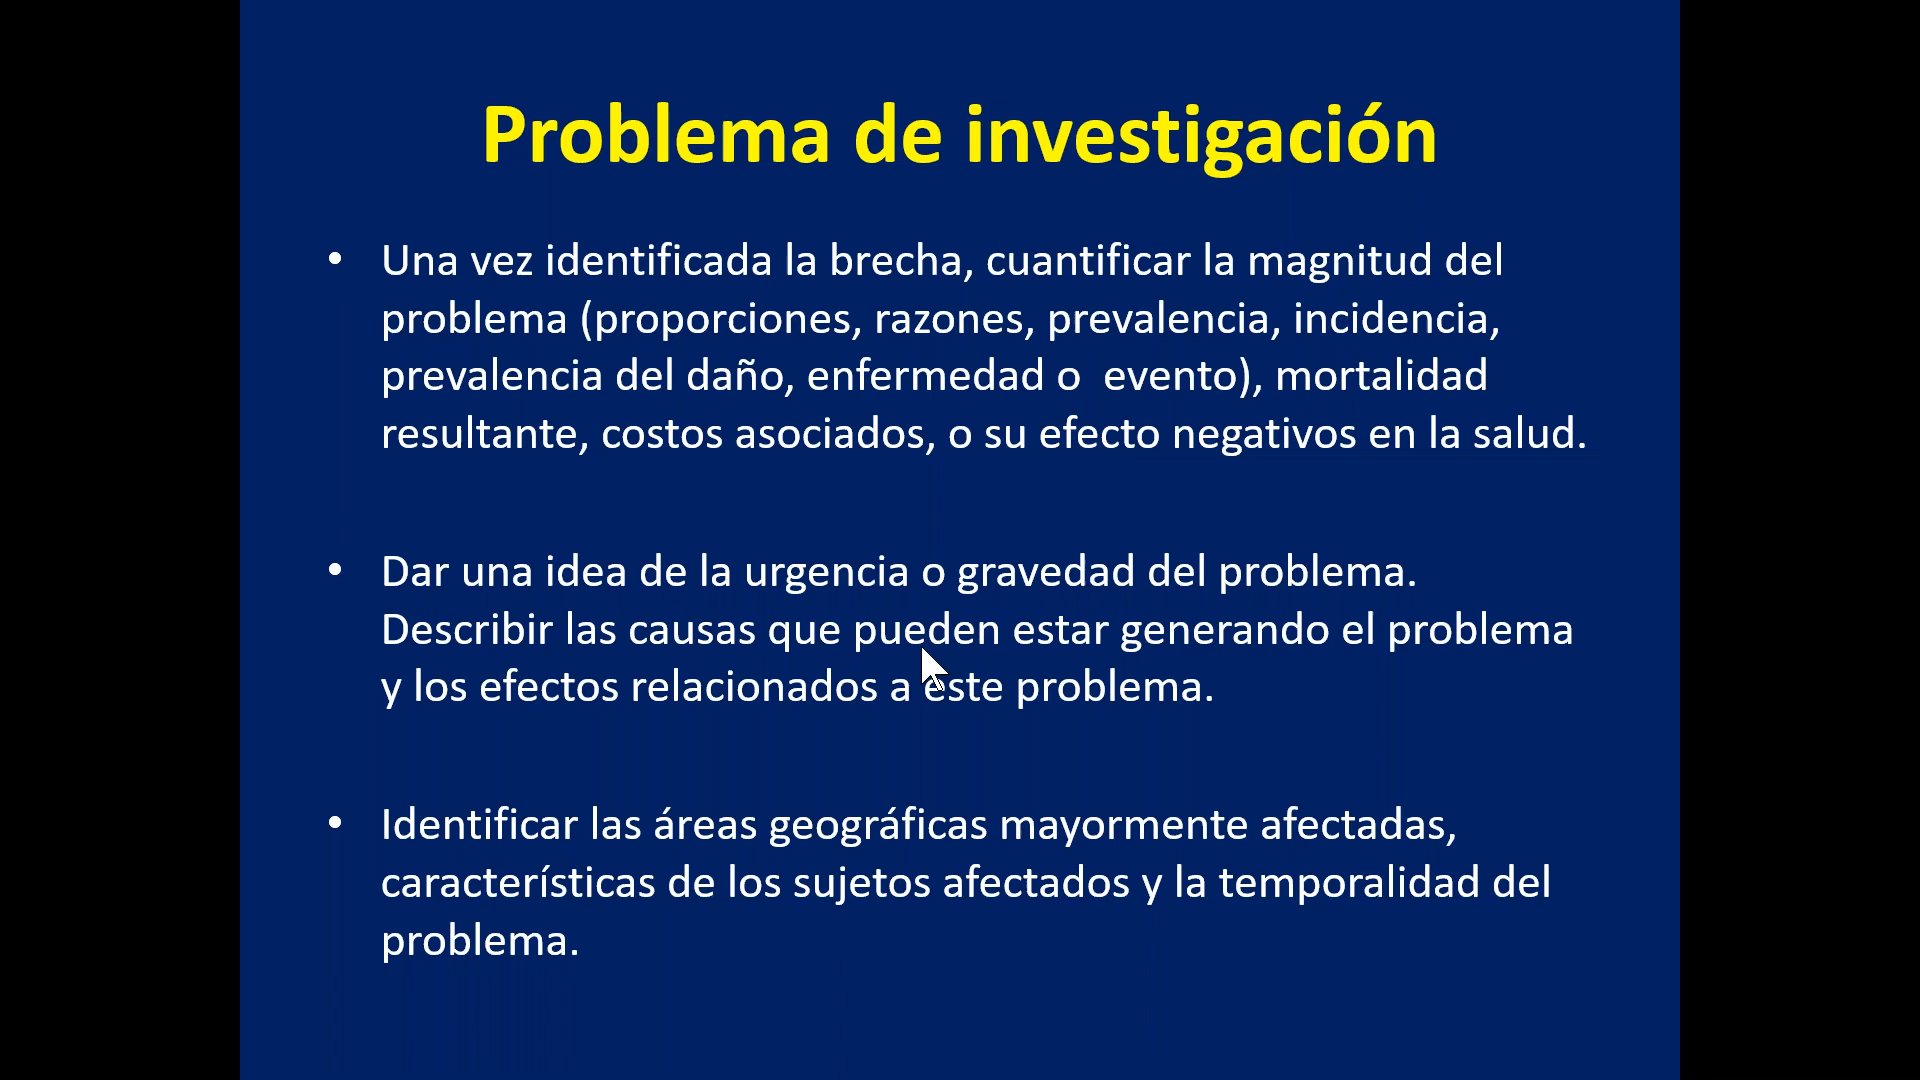 Problema de investigación
• Una vez identificada la brecha, cuantificar la magnitud del
problema (proporciones, razones, prevalencia, incidencia,
prevalencia del daño, enfermedad o  evento), mortalidad
resultante, costos asociados, o su efecto negativos en la salud.
• Dar una idea de la urgencia o gravedad del problema.
Describir las causas que pueden estar generando el problema
y los efectos relacionados a este problema.
• Identificar las áreas geográficas mayormente afectadas,
características de los sujetos afectados y la temporalidad del
problema.